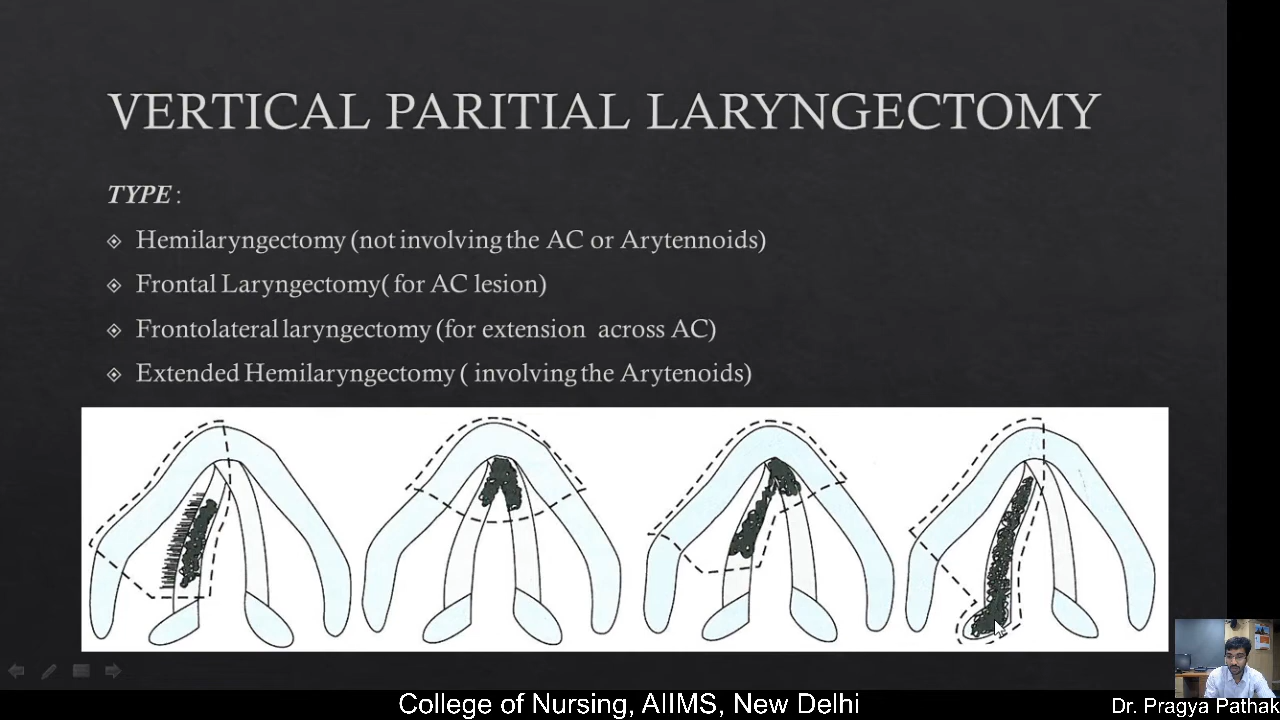 VERTICAL PARITIAL LARYNGECTOMY
TYPE :
Hemilaryngectomy (not involving the AC or Arytennoids)
Frontal Laryngectomy( for AC lesion)
Frontolateral laryngectomy (for extension across AC)
Extended Hemilaryngectomy ( involving the Arytenoids)
College of Nursing, AIIMS, New Delhi
Dr. Pragya Pathak